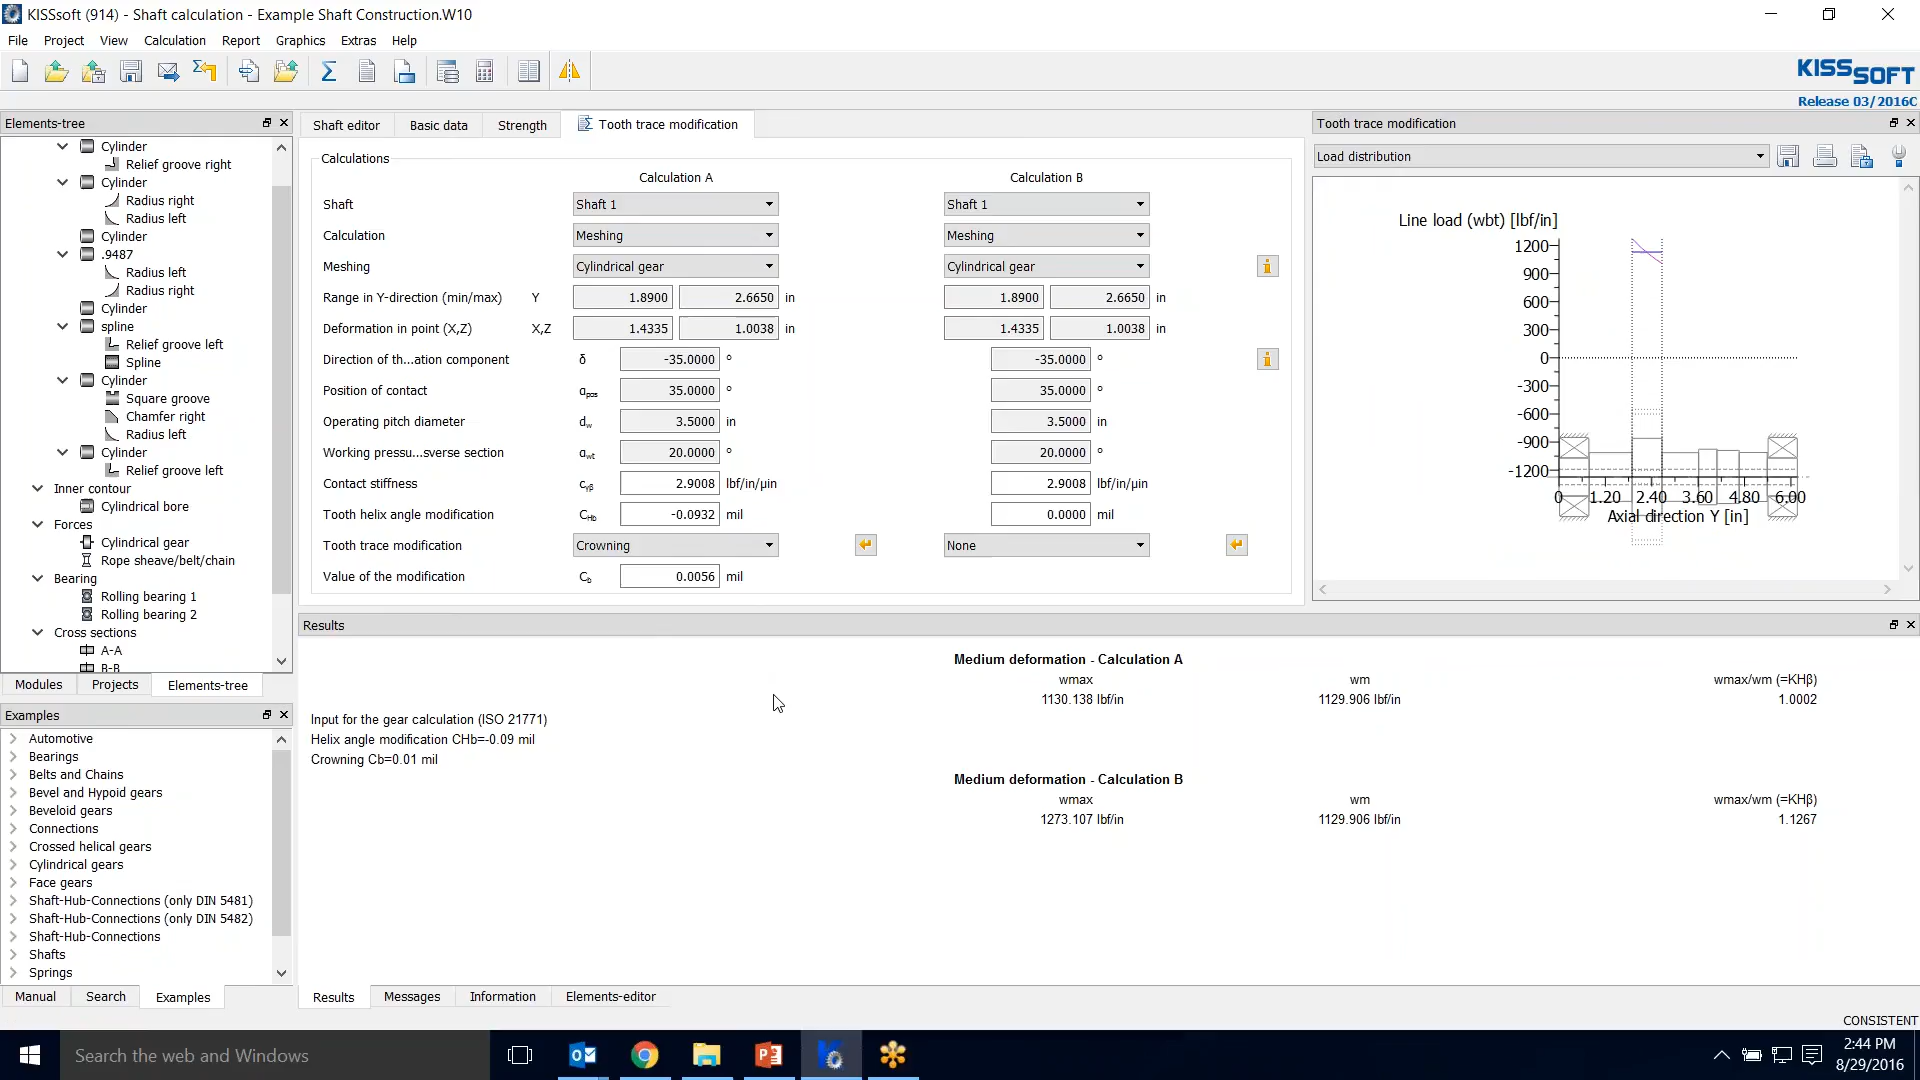 KISSsoft (914) - Shaft calculation - Example Shaft Construction.W10
File Project View Calculation Report Graphics Extras Help
KISSSOFT
Release 03/2016C
Elements-tree
Cylinder
Relief groove right
Cylinder
Radius right
Radius left
Cylinder
.9487
Radius left
Radius right
Cylinder
spline
Relief groove left
Spline
Cylinder
Square groove
Chamfer right
Radius left
Cylinder
Relief groove left
Inner contour
Cylindrical bore
Forces
Cylindrical gear
Rope sheave/belt/chain
Bearing
Rolling bearing 1
Rolling bearing 2
Cross sections
A-A
B-B
Modules Projects Elements-tree
Examples
Automotive
Bearings
Belts and Chains
Bevel and Hypoid gears
Beveloid gears
Connections
Crossed helical gears
Cylindrical gears
Face gears
Shaft-Hub-Connections (only DIN 5481)
Shaft-Hub-Connections (only DIN 5482)
Shaft-Hub-Connections
Shafts
Springs
Manual Search Examples
Shaft editor Basic data Strength Tooth trace modification
Calculations
Calculation A Calculation B
Shaft Shaft 1 Shaft 1
Calculation Meshing Meshing
Meshing Cylindrical gear Cylindrical gear
Range in Y-direction (min/max) Y 1.8900 2.6650 in 1.8900 2.6650 in
Deformation in point (X,Z) X,Z 1.4335 1.0038 in 1.4335 1.0038 in
Direction of th...ation component δ -35.0000 ° -35.0000 °
Position of contact αpos 35.0000 ° 35.0000 °
Operating pitch diameter dw 3.5000 in 3.5000 in
Working pressu...sverse section αwt 20.0000 ° 20.0000 °
Contact stiffness cγβ 2.9008 lbf/in/µin 2.9008 lbf/in/µin
Tooth helix angle modification CHb -0.0932 mil 0.0000 mil
Tooth trace modification Crowning None
Value of the modification Cb 0.0056 mil
Tooth trace modification
Load distribution
Line load (wbt) [lbf/in]
1200
900
600
300
0
-300
-600
-900
-1200
0 1.20 2.40 3.60 4.80 6.00
Axial direction Y [in]
Results
Medium deformation - Calculation A
wmax wm wmax/wm (=KHβ)
1130.138 lbf/in 1129.906 lbf/in 1.0002
Input for the gear calculation (ISO 21771)
Helix angle modification CHb=-0.09 mil
Crowning Cb=0.01 mil
Medium deformation - Calculation B
wmax wm wmax/wm (=KHβ)
1273.107 lbf/in 1129.906 lbf/in 1.1267
Results Messages Information Elements-editor
CONSISTENT
Search the web and Windows
2:44 PM
8/29/2016